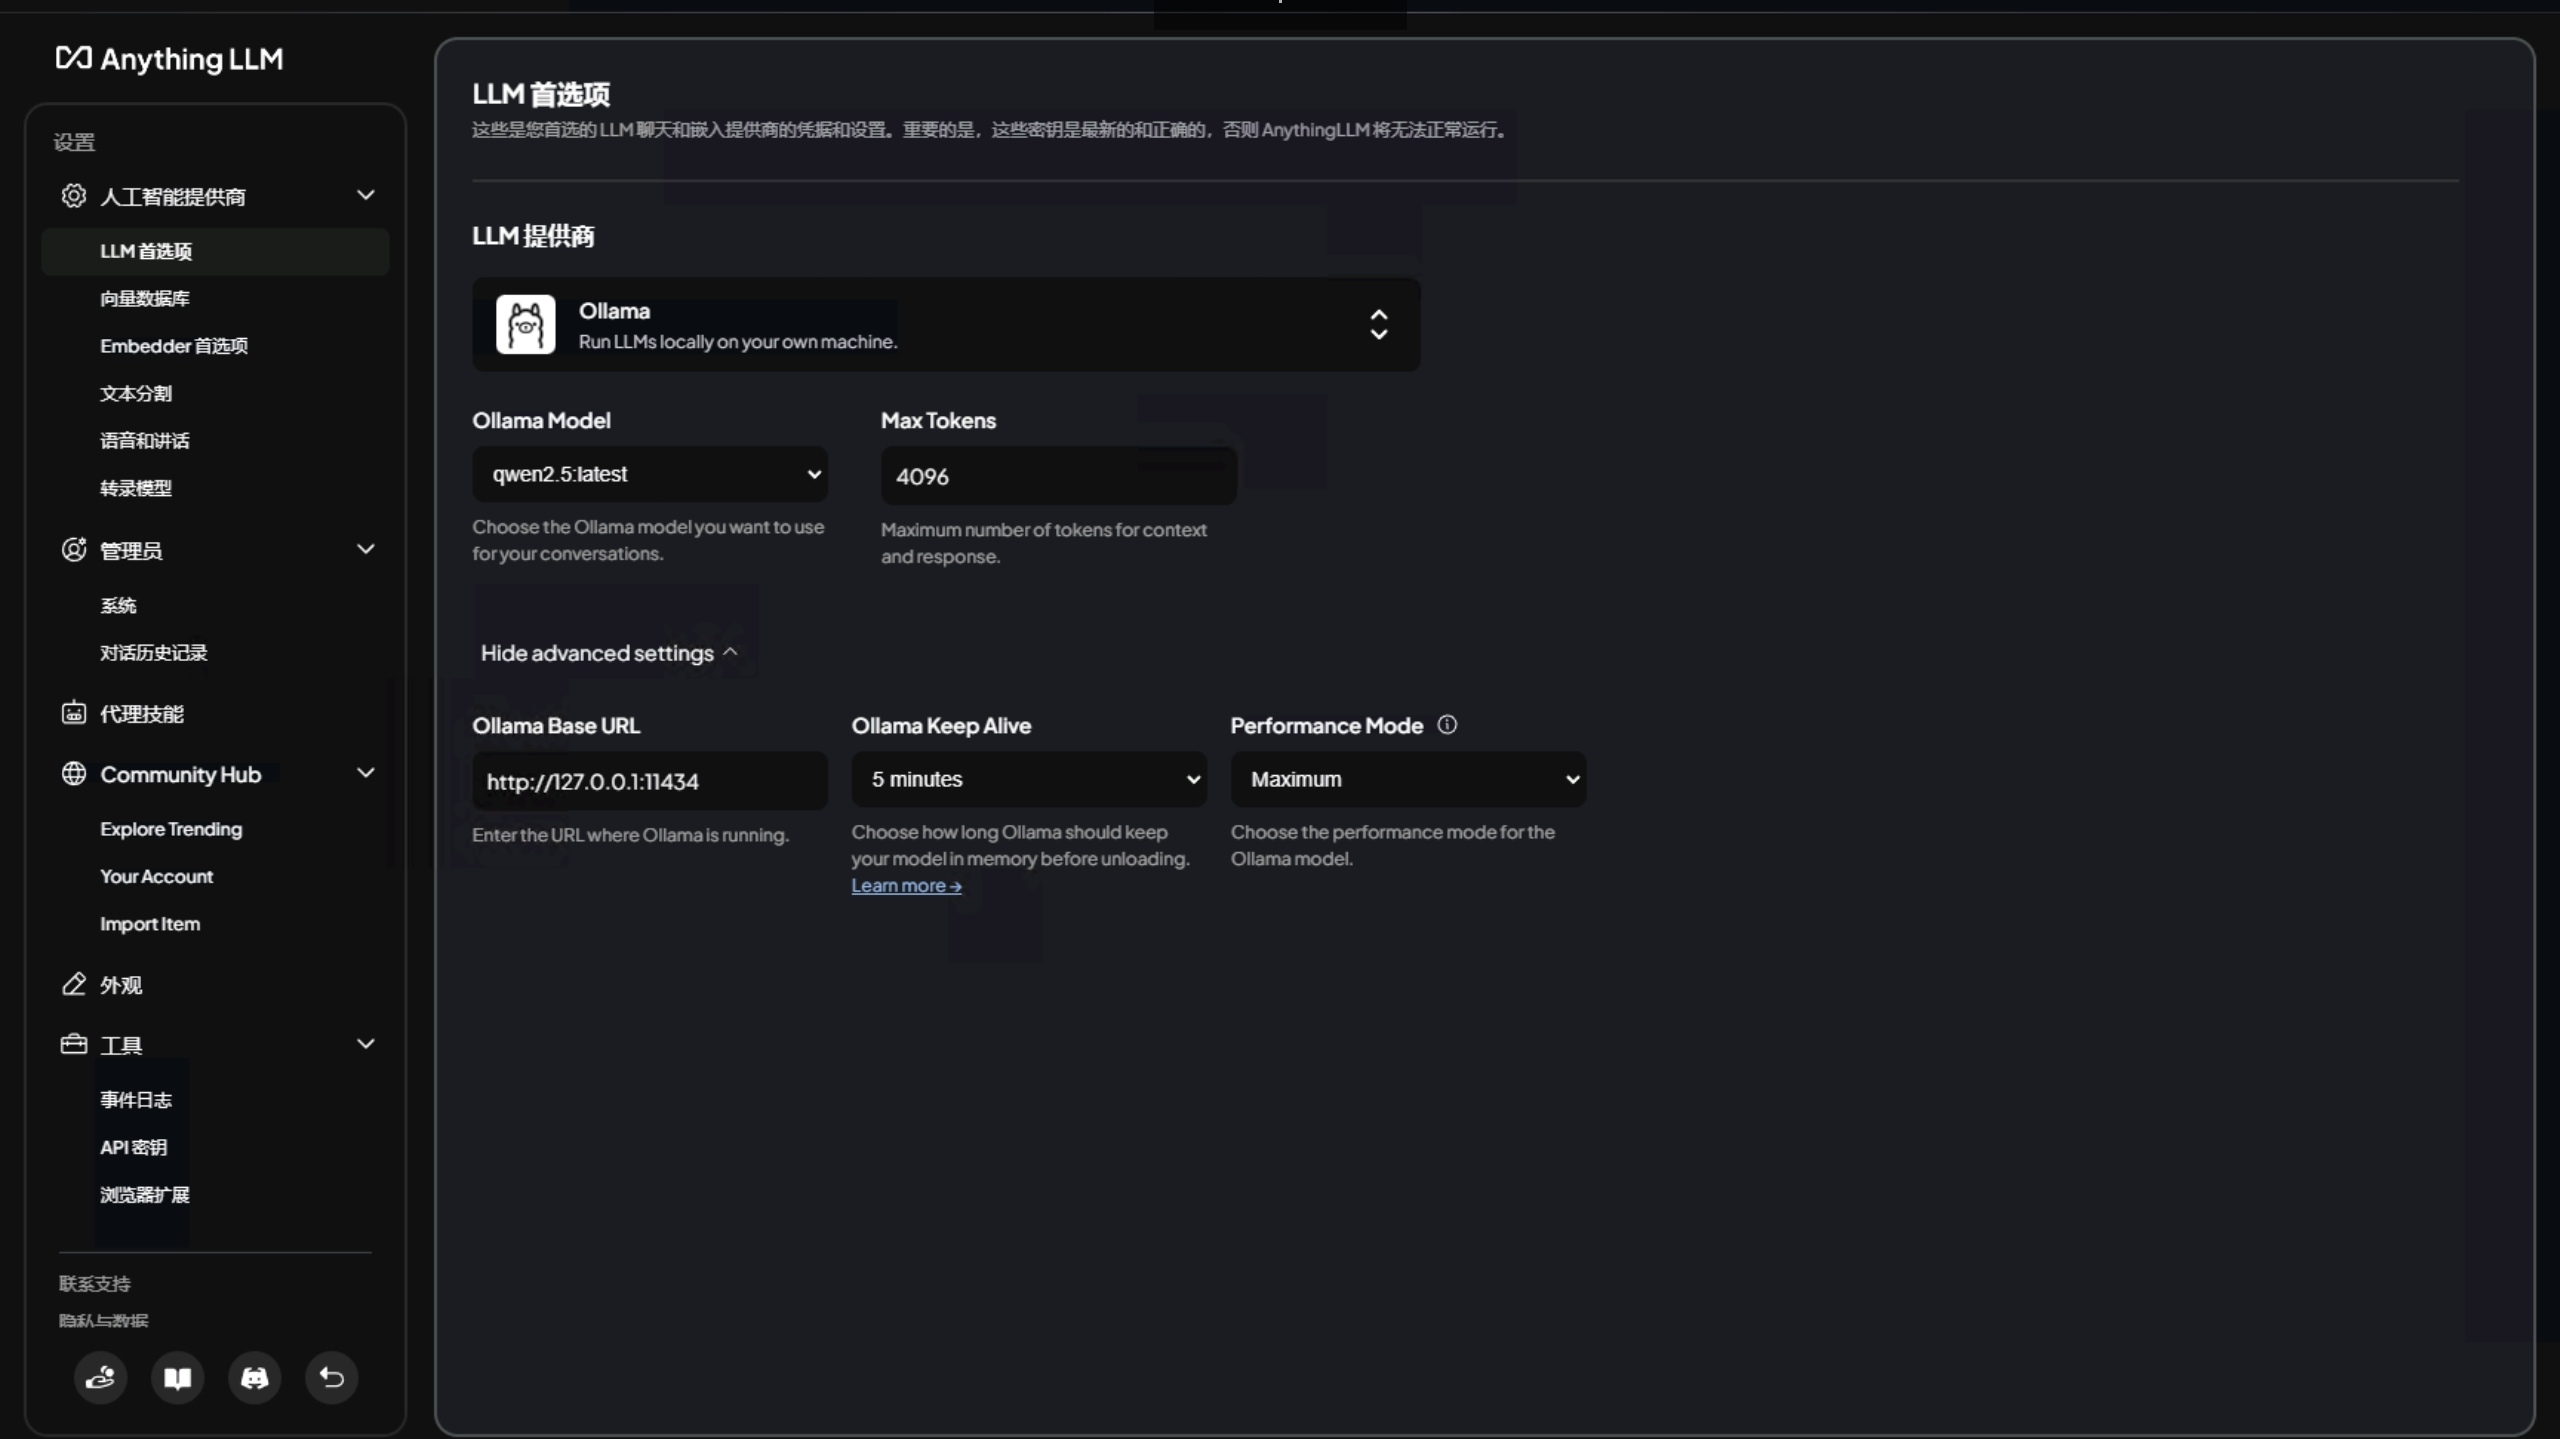 Anything LLM
设置
人工智能提供商
LLM 首选项
向量数据库
Embedder 首选项
文本分割
语音和讲话
转录模型
管理员
系统
对话历史记录
代理技能
Community Hub
Explore Trending
Your Account
Import Item
外观
工具
事件日志
API 密钥
浏览器扩展
联系支持
隐私与数据
LLM 首选项
这些是您首选的 LLM 聊天和嵌入提供商的凭据和设置。重要的是，这些密钥是最新的和正确的，否则 AnythingLLM 将无法正常运行。
LLM 提供商
Ollama
Run LLMs locally on your own machine.
Ollama Model
qwen2.5:latest
Choose the Ollama model you want to use
for your conversations.
Max Tokens
4096
Maximum number of tokens for context
and response.
Hide advanced settings
Ollama Base URL
http://127.0.0.1:11434
Enter the URL where Ollama is running.
Ollama Keep Alive
5 minutes
Choose how long Ollama should keep
your model in memory before unloading.
Learn more →
Performance Mode
Maximum
Choose the performance mode for the
Ollama model.